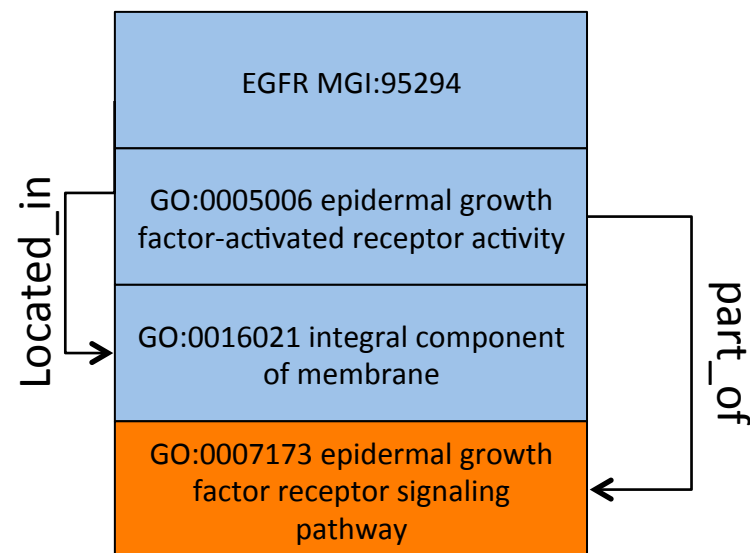 EGFR MGI:95294
GO:0005006 epidermal growth
factor-activated receptor activity
GO:0016021 integral component
of membrane
GO:0007173 epidermal growth
factor receptor signaling
pathway
Located_in
part_of